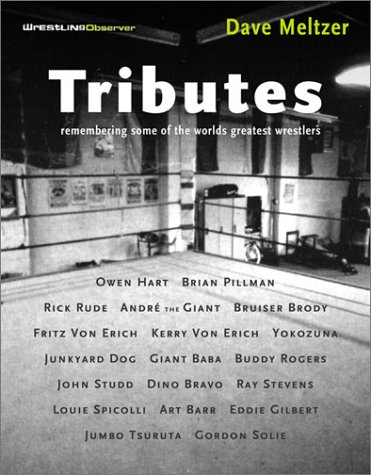 WRESTLINGObserver
Dave Meltzer
Tributes
remembering some of the worlds greatest wrestlers
OWEN HART BRIAN PILLMAN
RICK RUDE ANDRÉ THE GIANT BRUISER BRODY
FRITZ VON ERICH KERRY VON ERICH YOKOZUNA
JUNKYARD DOG GIANT BABA BUDDY ROGERS
JOHN STUDD DINO BRAVO RAY STEVENS
LOUIE SPICOLLI ART BARR EDDIE GILBERT
JUMBO TSURUTA GORDON SOLIE